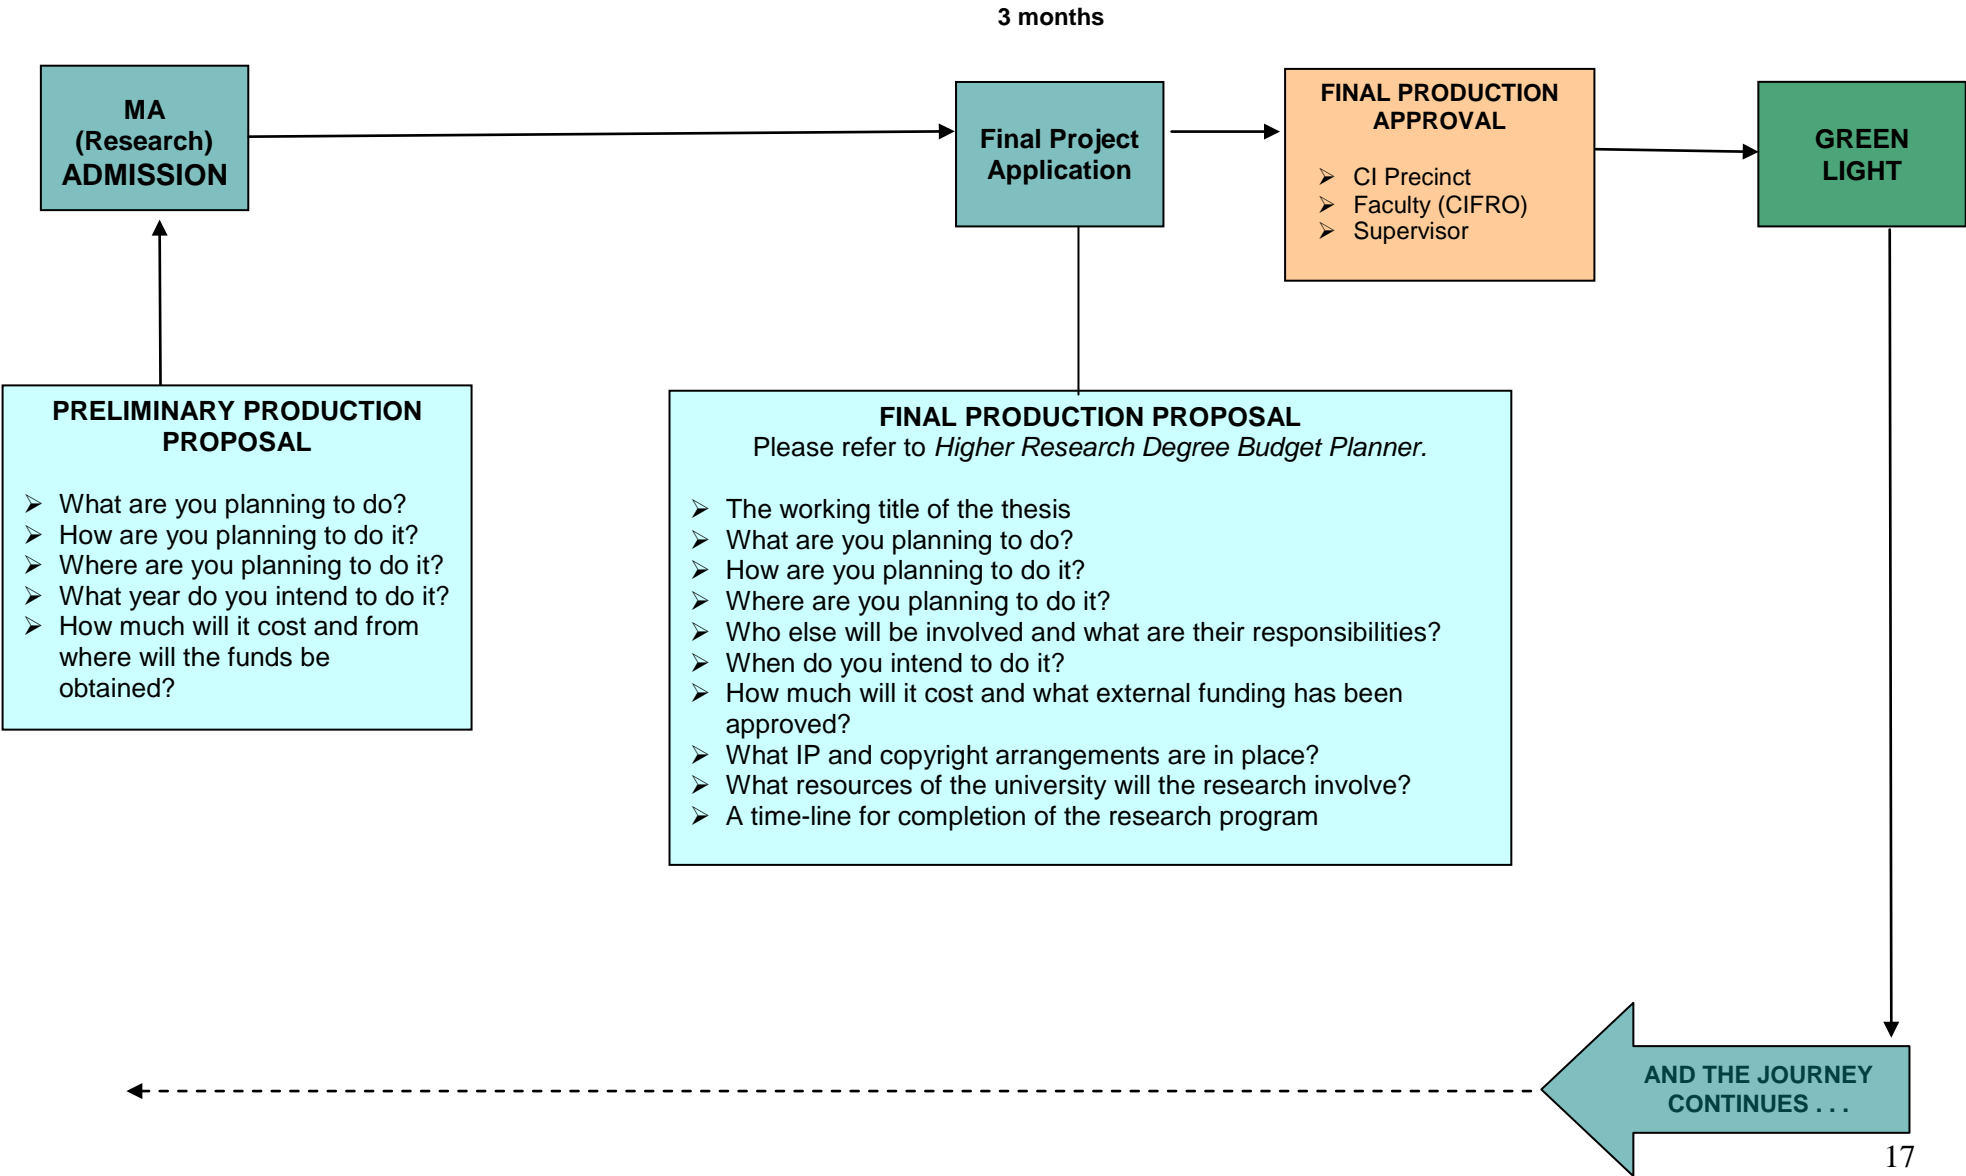 3 months
MA
(Research)
ADMISSION
Final Project
Application
FINAL PRODUCTION
APPROVAL
➢ CI Precinct
➢ Faculty (CIFRO)
➢ Supervisor
GREEN
LIGHT
PRELIMINARY PRODUCTION
PROPOSAL
➢ What are you planning to do?
➢ How are you planning to do it?
➢ Where are you planning to do it?
➢ What year do you intend to do it?
➢ How much will it cost and from
where will the funds be
obtained?
FINAL PRODUCTION PROPOSAL
Please refer to Higher Research Degree Budget Planner.
➢ The working title of the thesis
➢ What are you planning to do?
➢ How are you planning to do it?
➢ Where are you planning to do it?
➢ Who else will be involved and what are their responsibilities?
➢ When do you intend to do it?
➢ How much will it cost and what external funding has been
approved?
➢ What IP and copyright arrangements are in place?
➢ What resources of the university will the research involve?
➢ A time-line for completion of the research program
AND THE JOURNEY
CONTINUES . . .
17